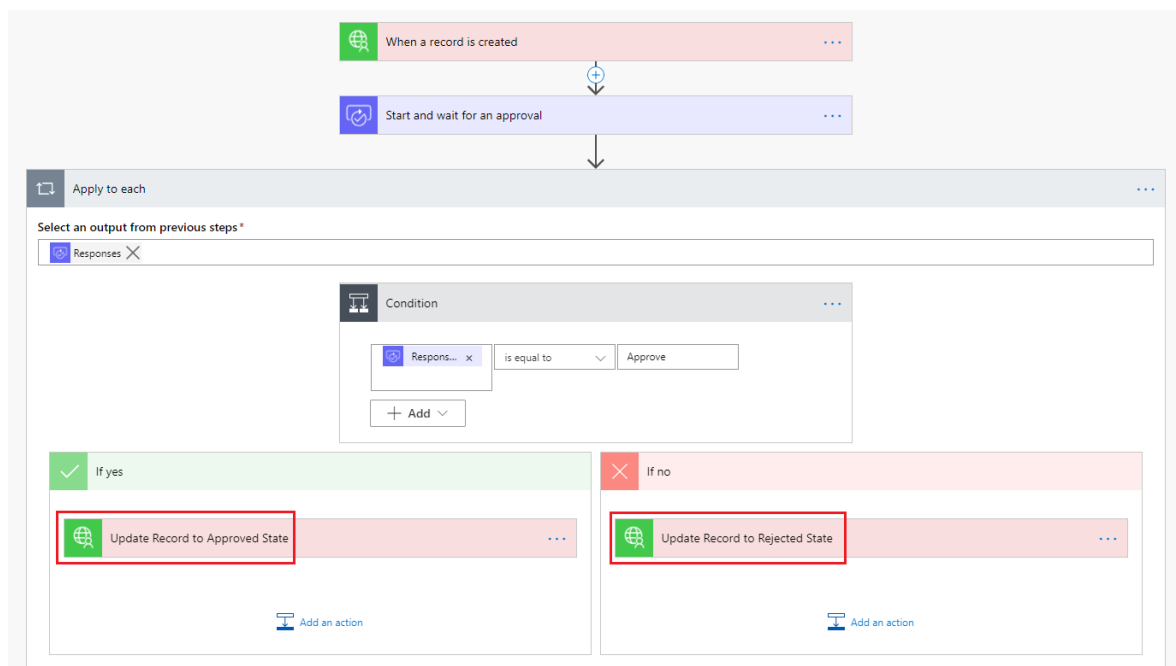 When a record is created
Start and wait for an approval
Apply to each
Select an output from previous steps*
Responses
Condition
Respons... x
is equal to
Approve
Add
If yes
If no
Update Record to Approved State
Update Record to Rejected State
Add an action
Add an action